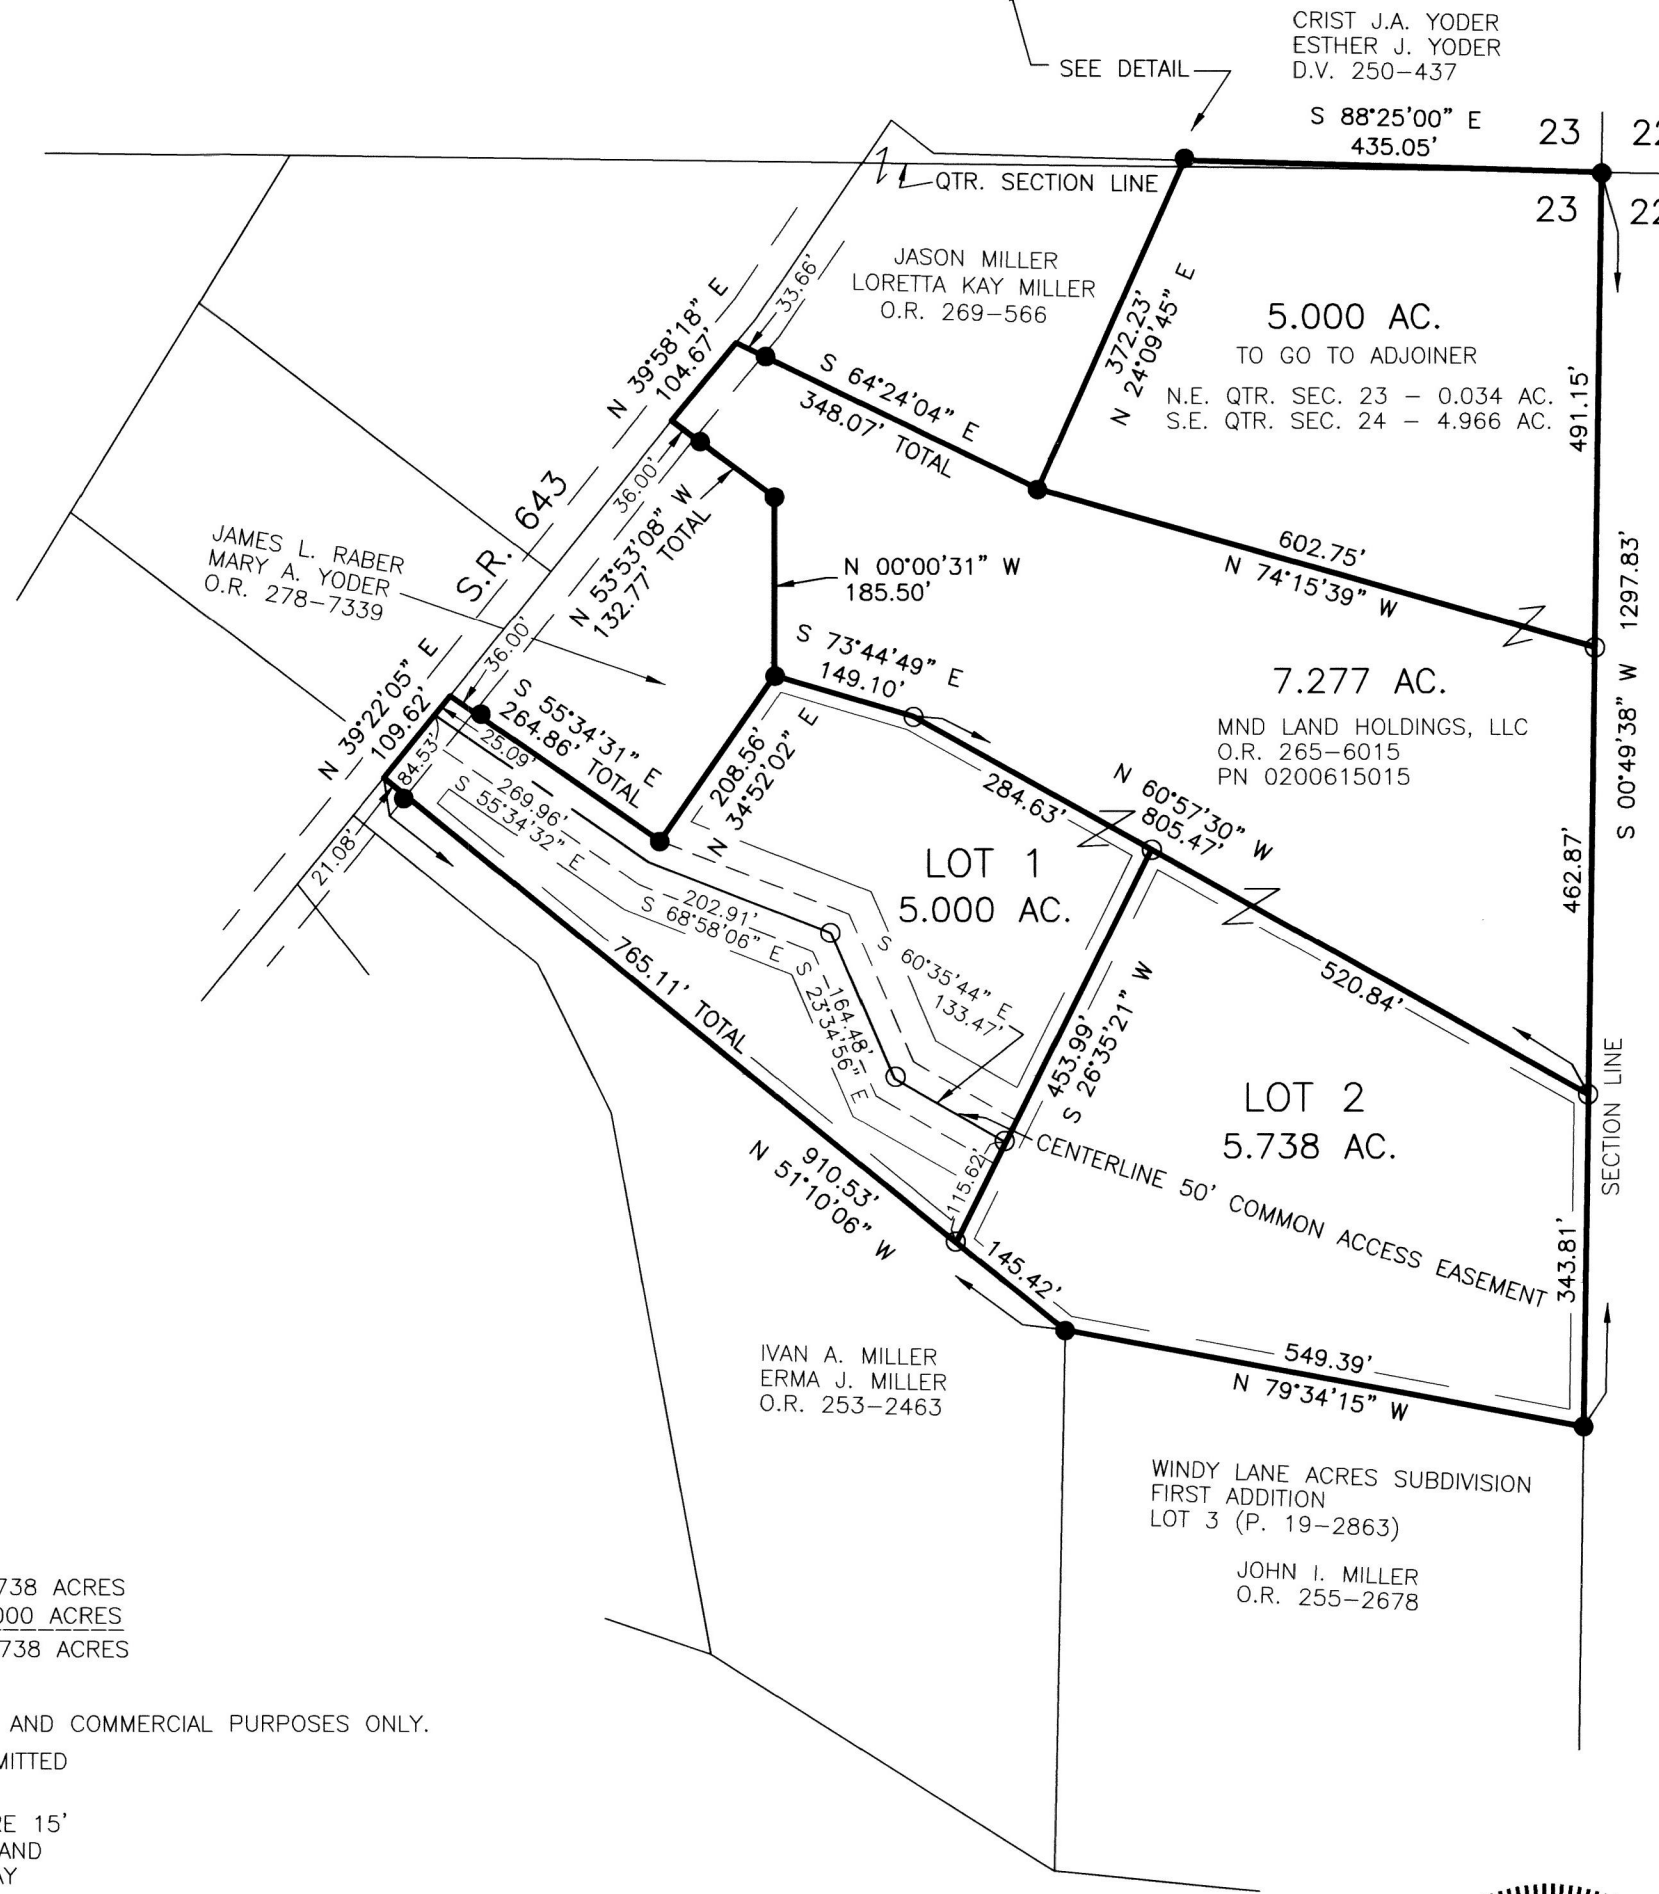 CRIST J.A. YODER
ESTHER J. YODER
D.V. 250-437
SEE DETAIL
S 88°25'00" E
435.05'
23
22
QTR. SECTION LINE
23
22
JASON MILLER
LORETTA KAY MILLER
O.R. 269-566
33.66'
N 39°58'18" E
104.67'
S 64°24'04" E
348.07' TOTAL
372.23'
N 24°09'45" E
5.000 AC.
TO GO TO ADJOINER
N.E. QTR. SEC. 23 - 0.034 AC.
S.E. QTR. SEC. 24 - 4.966 AC.
491.15'
36.00'
N 53°53'08" W
132.77' TOTAL
S.R. 643
JAMES L. RABER
MARY A. YODER
O.R. 278-7339
N 00°00'31" W
185.50'
602.75'
N 74°15'39" W
1297.83'
S 00°49'38" W
36.00'
S 73°44'49" E
149.10'
7.277 AC.
MND LAND HOLDINGS, LLC
O.R. 265-6015
PN 0200615015
N 39°22'05" E
109.62'
84.53'
25.09'
S 55°34'31" E
264.86' TOTAL
208.56'
N 34°52'02" E
284.63'
N 60°57'30" W
805.47'
269.96'
S 55°34'32" E
21.08'
LOT 1
5.000 AC.
462.87'
202.91'
S 68°58'06" E
765.11' TOTAL
164.48'
S 23°34'56" E
S 60°35'44" E
133.47'
453.99'
S 26°35'21" W
520.84'
LOT 2
5.738 AC.
SECTION LINE
910.53'
N 51°10'06" W
115.62'
CENTERLINE 50' COMMON ACCESS EASEMENT
343.81'
145.42'
549.39'
N 79°34'15" W
IVAN A. MILLER
ERMA J. MILLER
O.R. 253-2463
WINDY LANE ACRES SUBDIVISION
FIRST ADDITION
LOT 3 (P. 19-2863)
JOHN I. MILLER
O.R. 255-2678
738 ACRES
000 ACRES
738 ACRES
AND COMMERCIAL PURPOSES ONLY.
MITTED
RE 15'
AND
AY